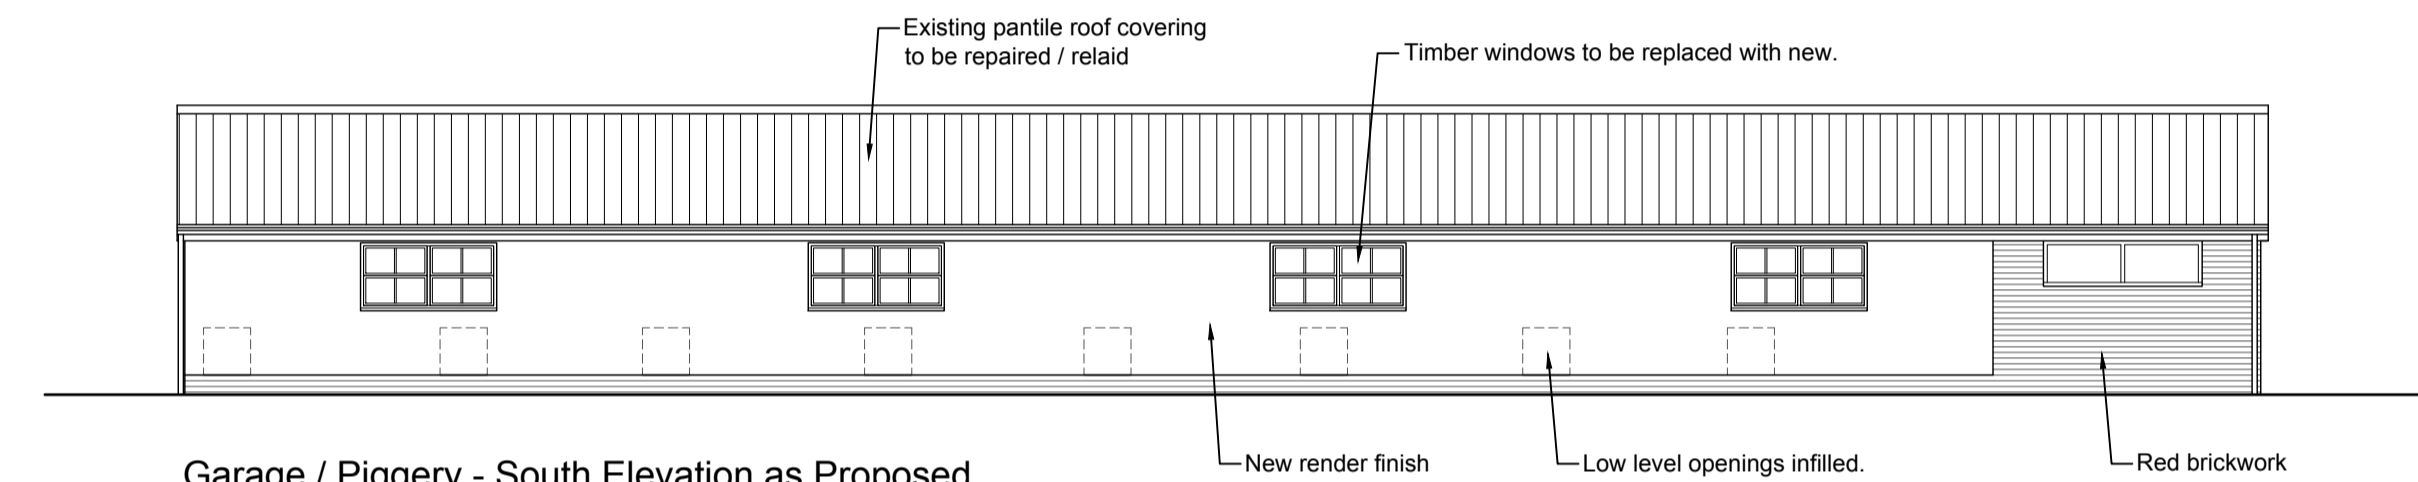 Existing pantile roof covering
to be repaired / relaid
Timber windows to be replaced with new.
New render finish
Low level openings infilled.
Red brickwork
Garage / Piggery - South Elevation as Proposed